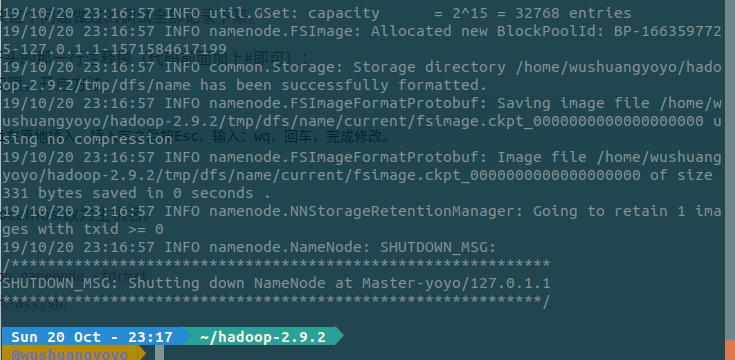 19/10/20 23:16:57 INFO util.GSet: capacity      = 2^15 = 32768 entries
19/10/20 23:16:57 INFO namenode.FSImage: Allocated new BlockPoolId: BP-166359772
5-127.0.1.1-1571584617199
19/10/20 23:16:57 INFO common.Storage: Storage directory /home/wushuangyoyo/hado
op-2.9.2/tmp/dfs/name has been successfully formatted.
19/10/20 23:16:57 INFO namenode.FSImageFormatProtobuf: Saving image file /home/w
ushuangyoyo/hadoop-2.9.2/tmp/dfs/name/current/fsimage.ckpt_0000000000000000000 u
sing no compression
19/10/20 23:16:57 INFO namenode.FSImageFormatProtobuf: Image file /home/wushuang
yoyo/hadoop-2.9.2/tmp/dfs/name/current/fsimage.ckpt_0000000000000000000 of size
331 bytes saved in 0 seconds .
19/10/20 23:16:57 INFO namenode.NNStorageRetentionManager: Going to retain 1 ima
ges with txid >= 0
19/10/20 23:16:57 INFO namenode.NameNode: SHUTDOWN_MSG:
/************************************************************
SHUTDOWN_MSG: Shutting down NameNode at Master-yoyo/127.0.1.1
************************************************************/
Sun 20 Oct - 23:17 ~/hadoop-2.9.2
@wushuangyoyo